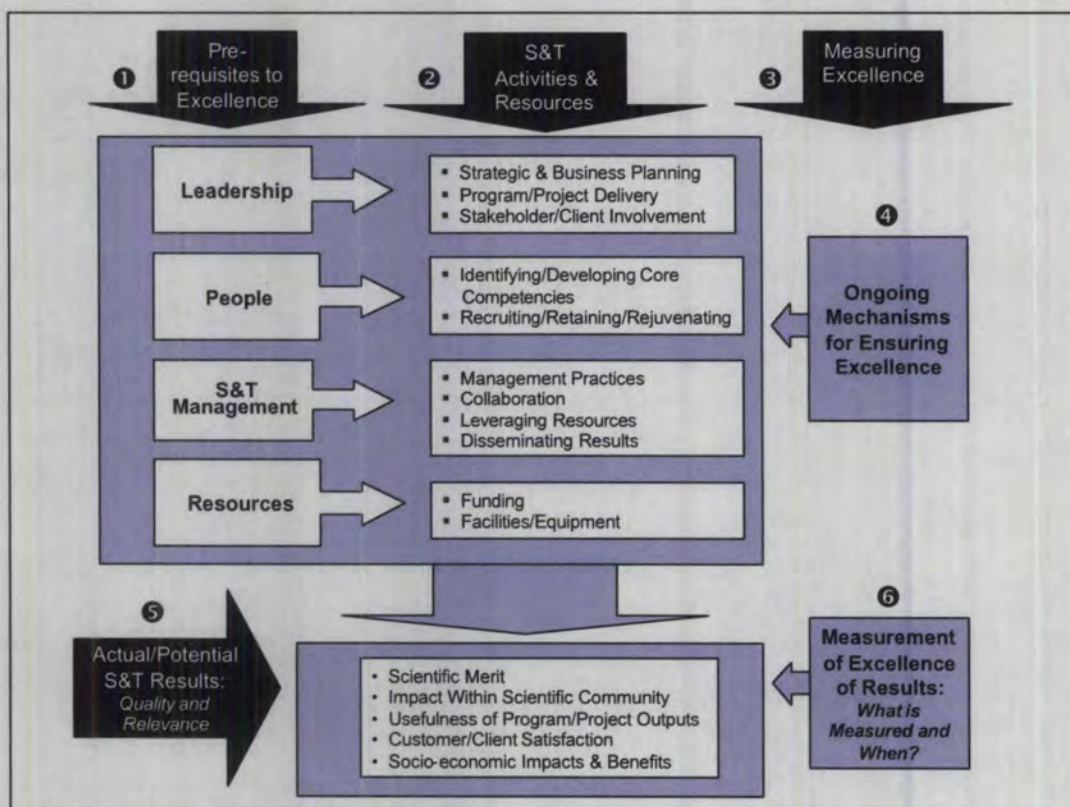 ❶
Pre-
requisites to
Excellence
❷
S&T
Activities &
Resources
❸
Measuring
Excellence
Leadership
▪ Strategic & Business Planning
▪ Program/Project Delivery
▪ Stakeholder/Client Involvement
People
▪ Identifying/Developing Core
Competencies
▪ Recruiting/Retaining/Rejuvenating
S&T
Management
▪ Management Practices
▪ Collaboration
▪ Leveraging Resources
▪ Disseminating Results
Resources
▪ Funding
▪ Facilities/Equipment
❹
Ongoing
Mechanisms
for Ensuring
Excellence
❺
Actual/Potential
S&T Results:
Quality and
Relevance
• Scientific Merit
• Impact Within Scientific Community
• Usefulness of Program/Project Outputs
• Customer/Client Satisfaction
• Socio-economic Impacts & Benefits
❻
Measurement
of Excellence
of Results:
What is
Measured and
When?